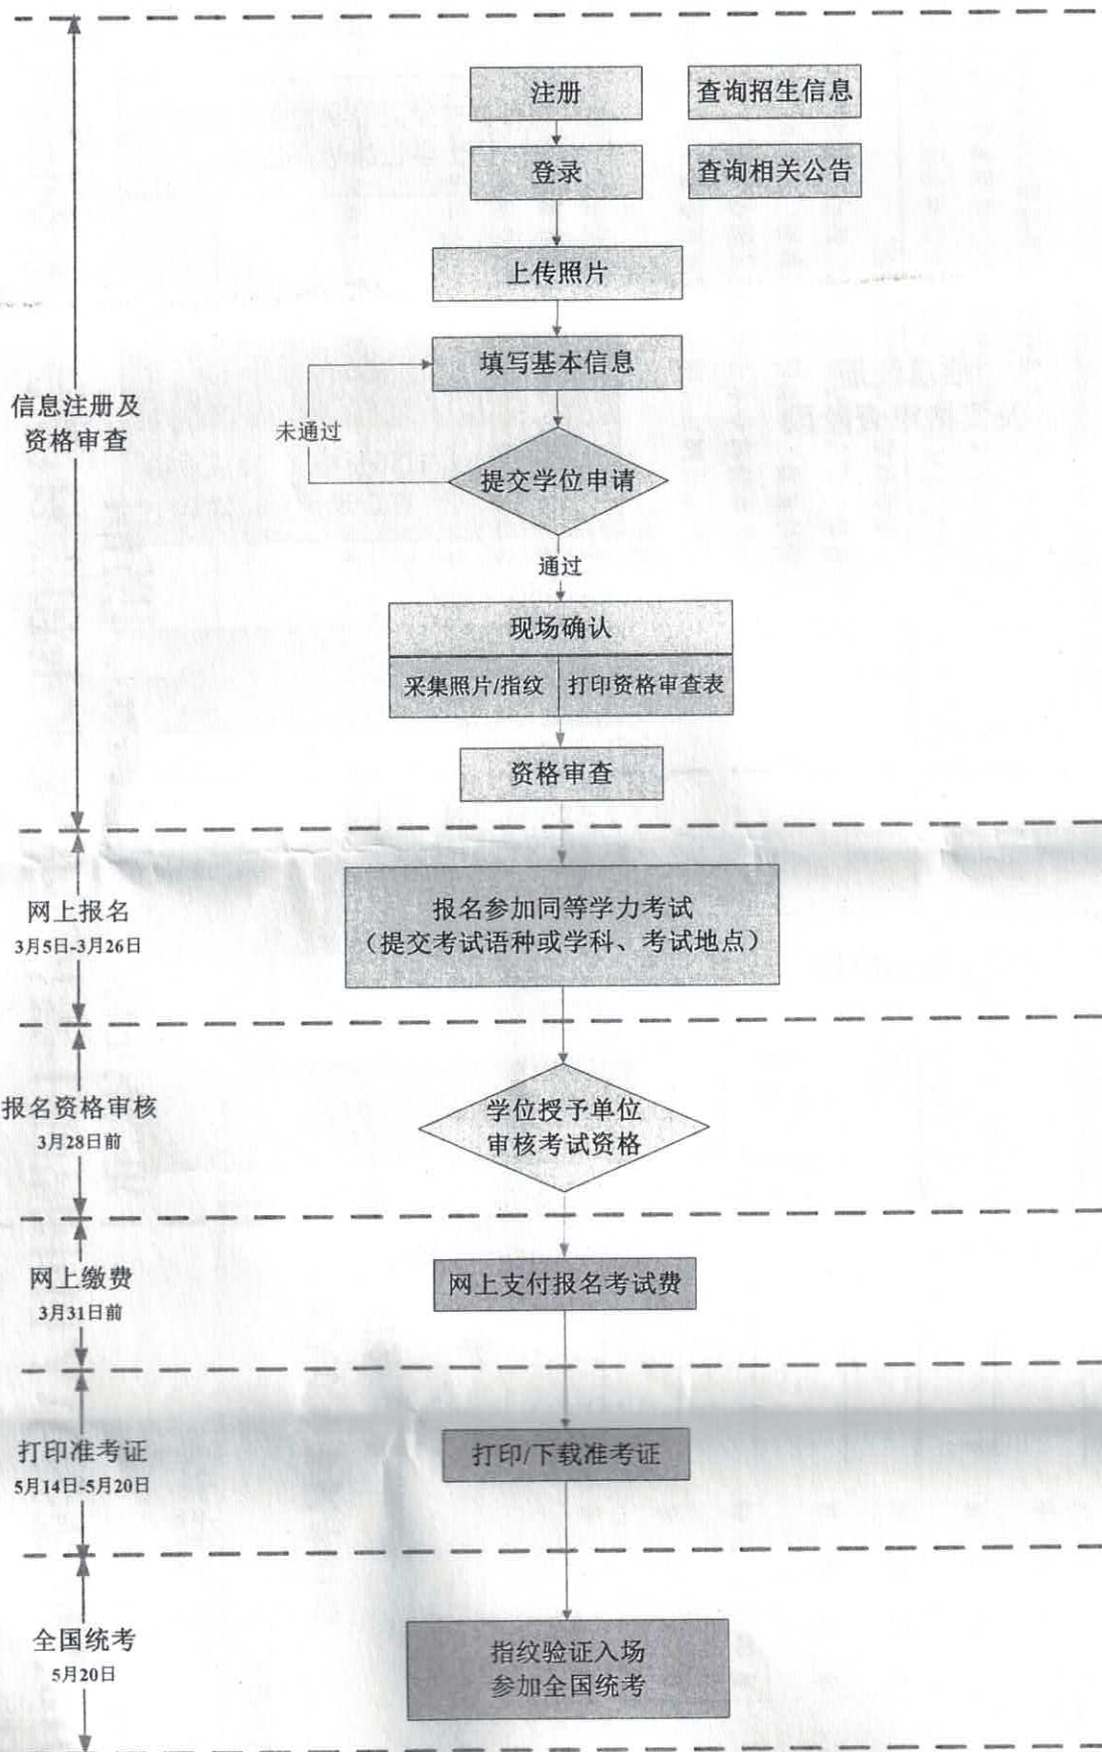 注册
查询招生信息
登录
查询相关公告
上传照片
填写基本信息
信息注册及
资格审查
未通过
提交学位申请
通过
现场确认
采集照片/指纹
打印资格审查表
资格审查
网上报名
3月5日-3月26日
报名参加同等学力考试
（提交考试语种或学科、考试地点）
报名资格审核
3月28日前
学位授予单位
审核考试资格
网上缴费
3月31日前
网上支付报名考试费
打印准考证
5月14日-5月20日
打印/下载准考证
全国统考
5月20日
指纹验证入场
参加全国统考